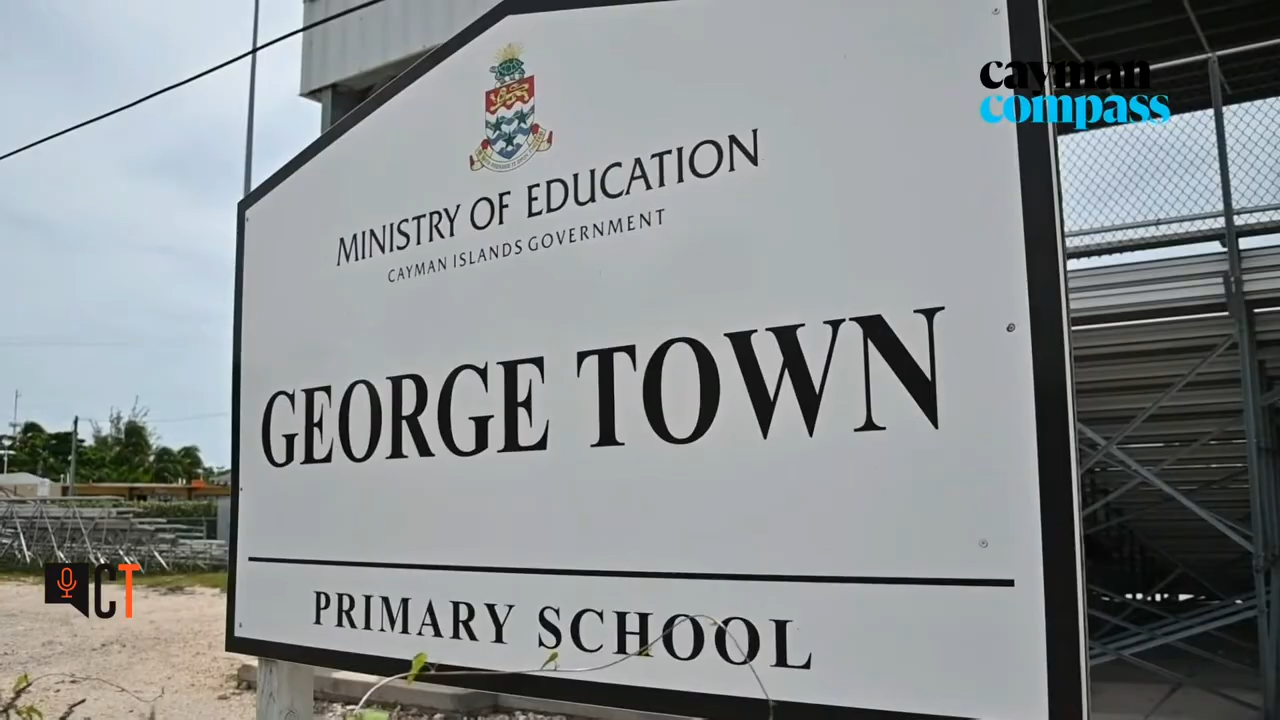 cayman
compass
MINISTRY OF EDUCATION
CAYMAN ISLANDS GOVERNMENT
GEORGE TOWN
PRIMARY SCHOOL
CT